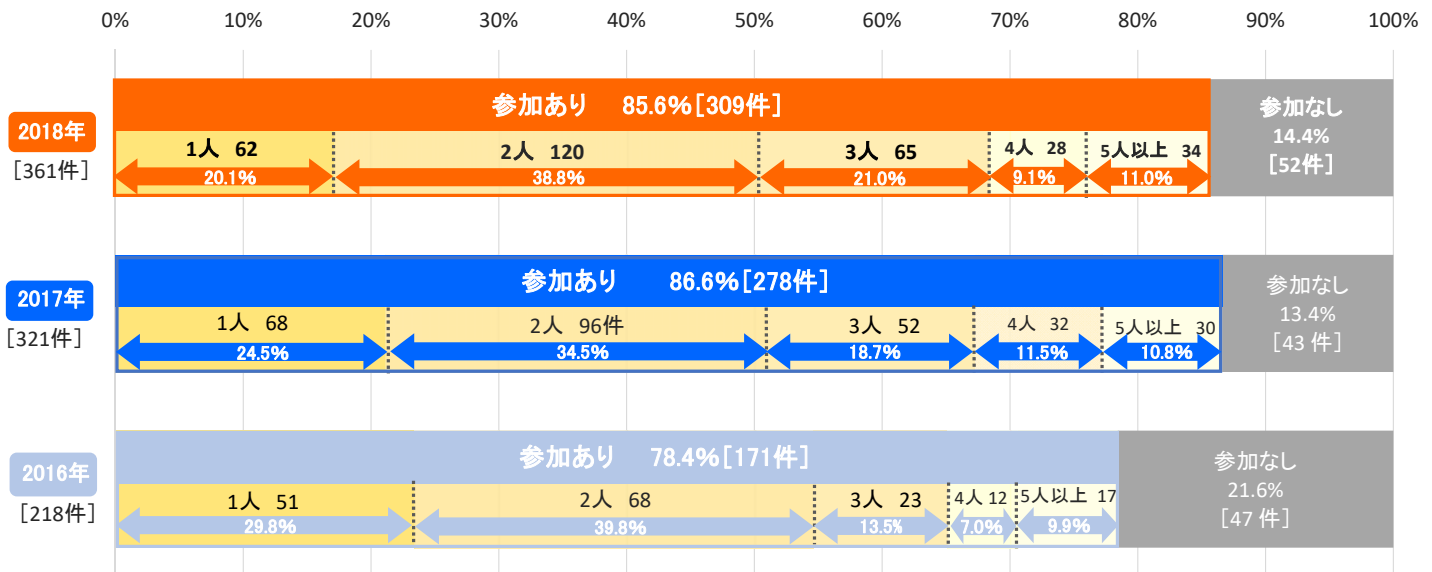 0% 10% 20% 30% 40% 50% 60% 70% 80% 90% 100%
2018年
[361件]
参加あり 85.6%[309件]
1人 62 2人 120 3人 65 4人 28 5人以上 34
20.1% 38.8% 21.0% 9.1% 11.0%
参加なし
14.4%
[52件]
2017年
[321件]
参加あり 86.6%[278件]
1人 68 2人 96件 3人 52 4人 32 5人以上 30
24.5% 34.5% 18.7% 11.5% 10.8%
参加なし
13.4%
[43 件]
2016年
[218件]
参加あり 78.4%[171件]
1人 51 2人 68 3人 23 4人 12 5人以上 17
29.8% 39.8% 13.5% 7.0% 9.9%
参加なし
21.6%
[47 件]